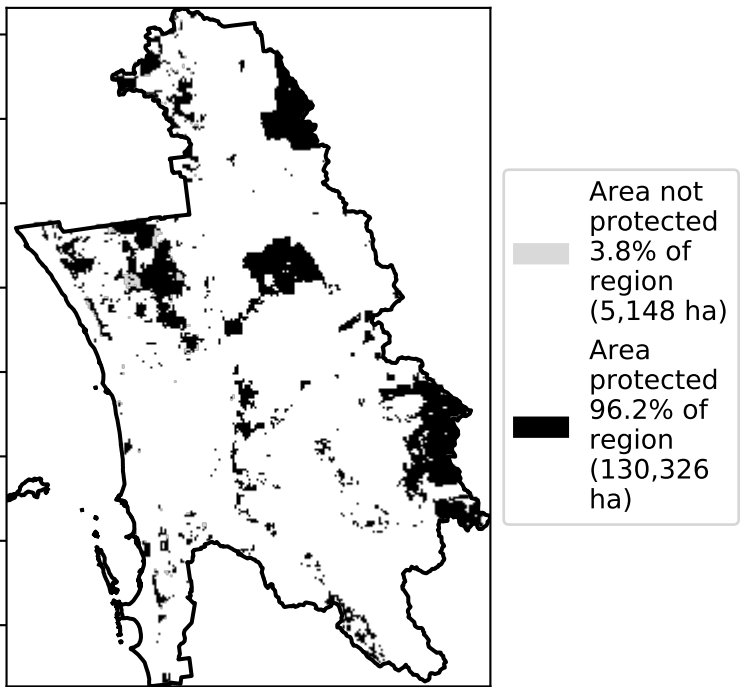 Area not
protected
3.8% of
region
(5,148 ha)
Area
protected
96.2% of
region
(130,326
ha)